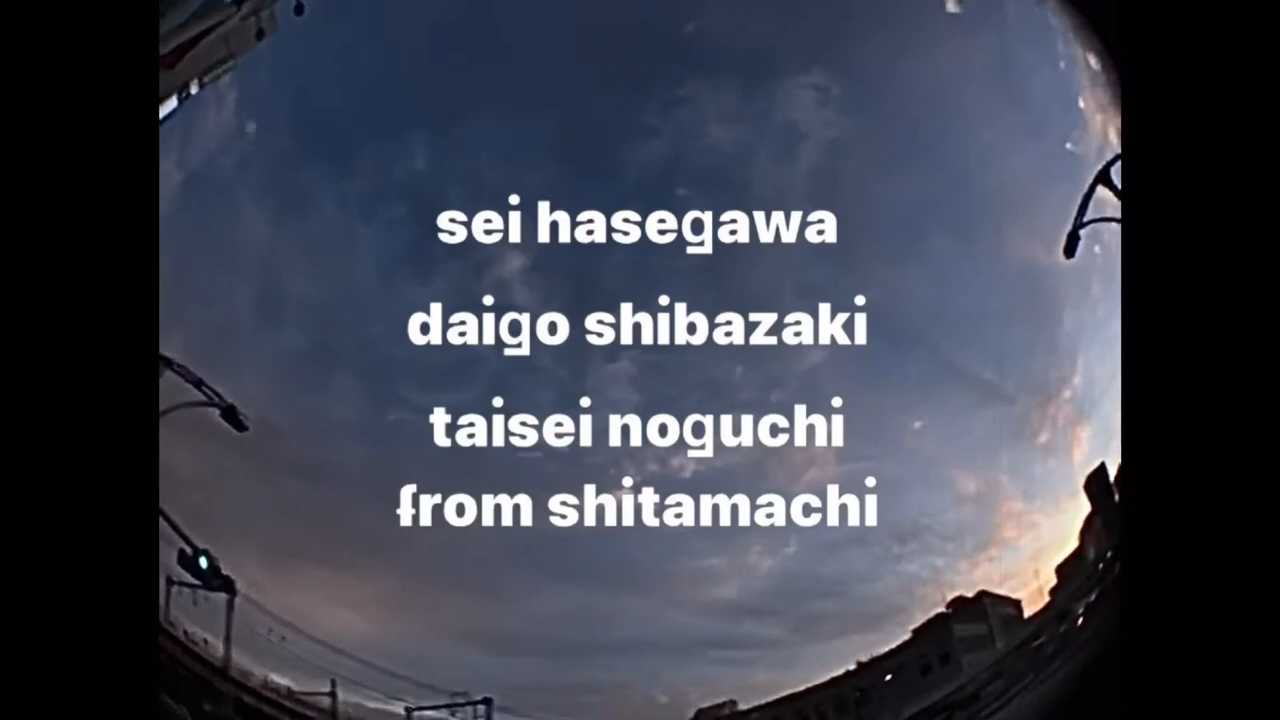 sei hasegawa
daigo shibazaki
taisei noguchi
from shitamachi